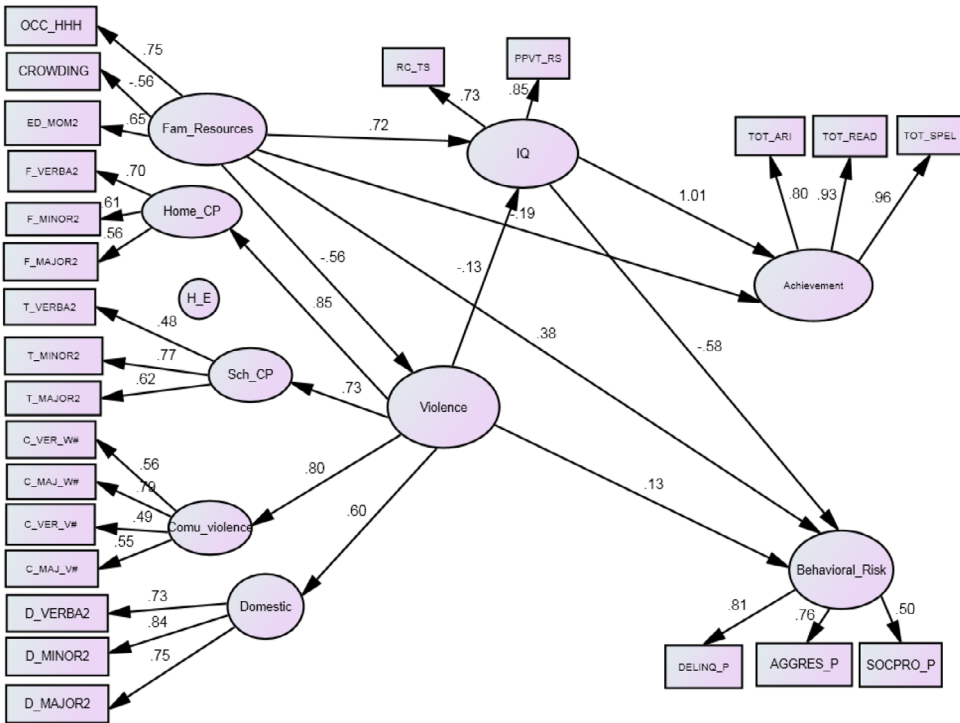 OCC_HHH
CROWDING
ED_MOM2
F_VERBA2
F_MINOR2
F_MAJOR2
T_VERBA2
T_MINOR2
T_MAJOR2
C_VER_W#
C_MAJ_W#
C_VER_V#
C_MAJ_V#
D_VERBA2
D_MINOR2
D_MAJOR2
.75
-.56
.65
Fam_Resources
.70
.61
.56
Home_CP
H_E
.48
.77
.62
Sch_CP
.56
.79
.49
.55
Comu_violence
.73
.84
.75
Domestic
.72
-.56
.85
.73
.80
.60
Violence
-.13
RC_TS
PPVT_RS
.73
.85
IQ
1.01
-.19
.38
-.58
.13
TOT_ARI
TOT_READ
TOT_SPEL
.80
.93
.96
Achievement
Behavioral_Risk
.81
.76
.50
DELINQ_P
AGGRES_P
SOCPRO_P